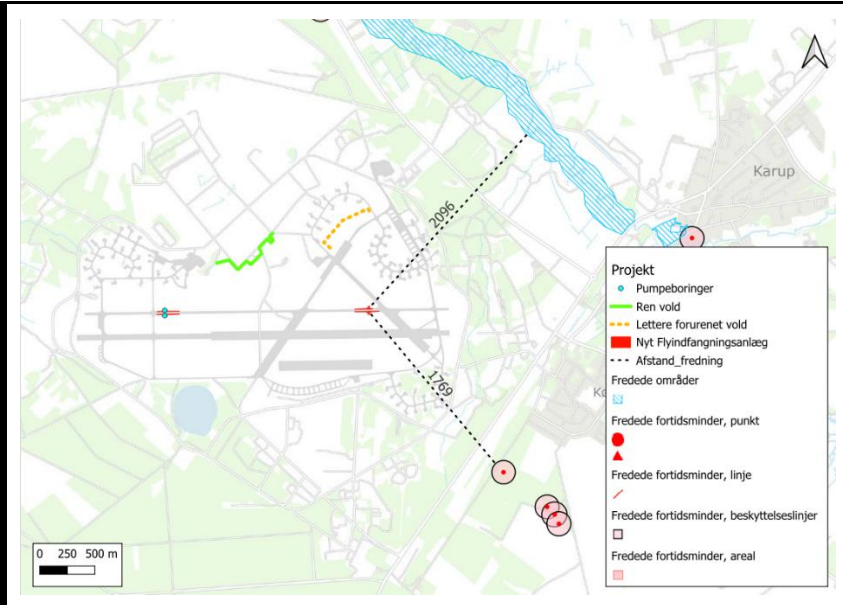 Karup
2096
1769
Kø
Projekt
Pumpeboringer
Ren vold
Lettere forurenet vold
Nyt Flyindfangningsanlæg
Afstand_fredning
Fredede områder
Fredede fortidsminder, punkt
Fredede fortidsminder, linje
Fredede fortidsminder, beskyttelseslinjer
Fredede fortidsminder, areal
0 250 500 m